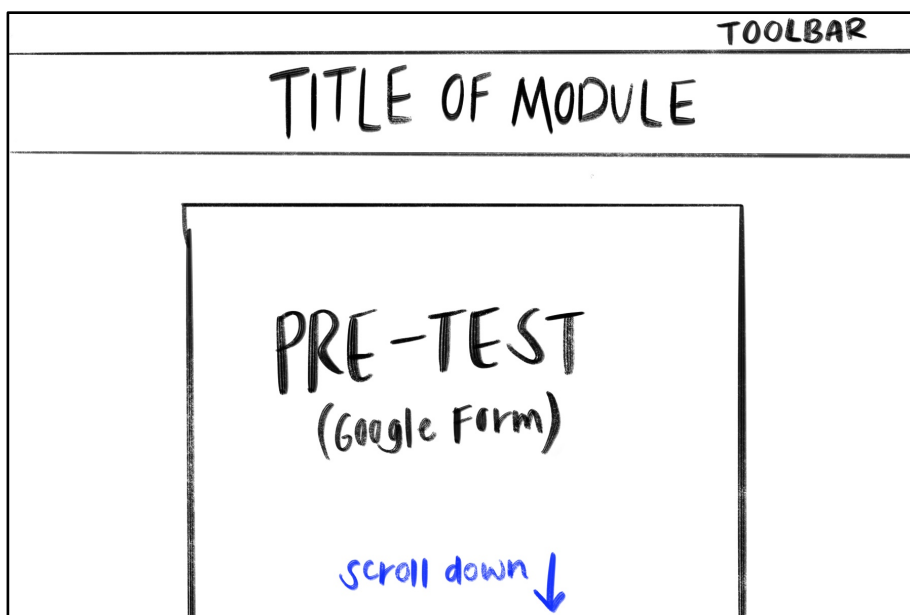 TOOLBAR
TITLE OF MODULE
PRE-TEST
(Google Form)
scroll down